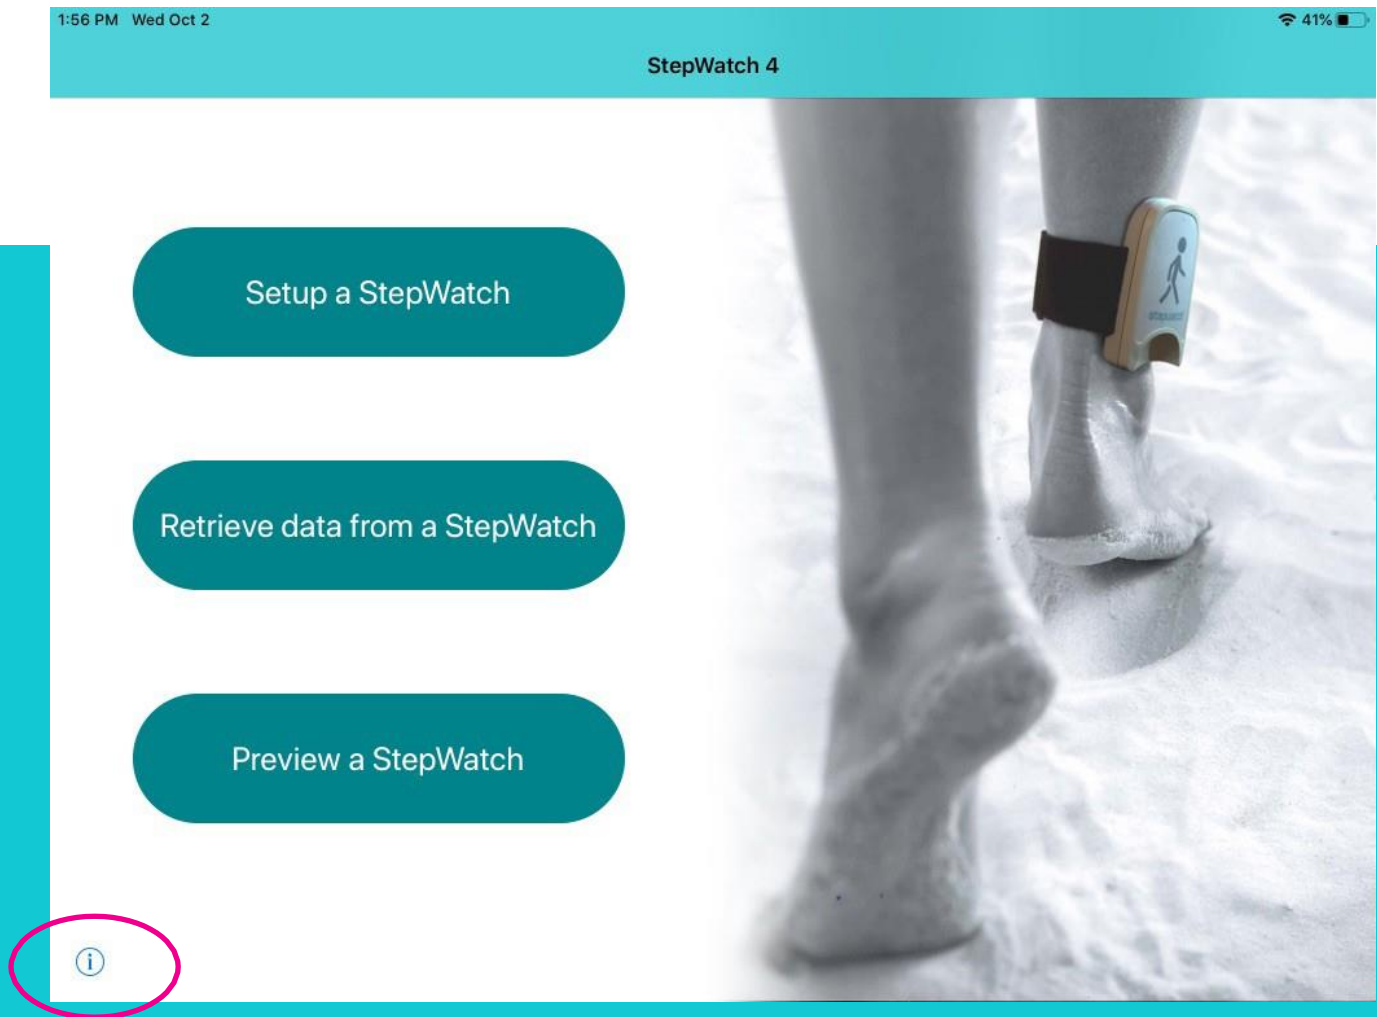 1:56 PM Wed Oct 2
41%
StepWatch 4
Setup a StepWatch
Retrieve data from a StepWatch
Preview a StepWatch
i